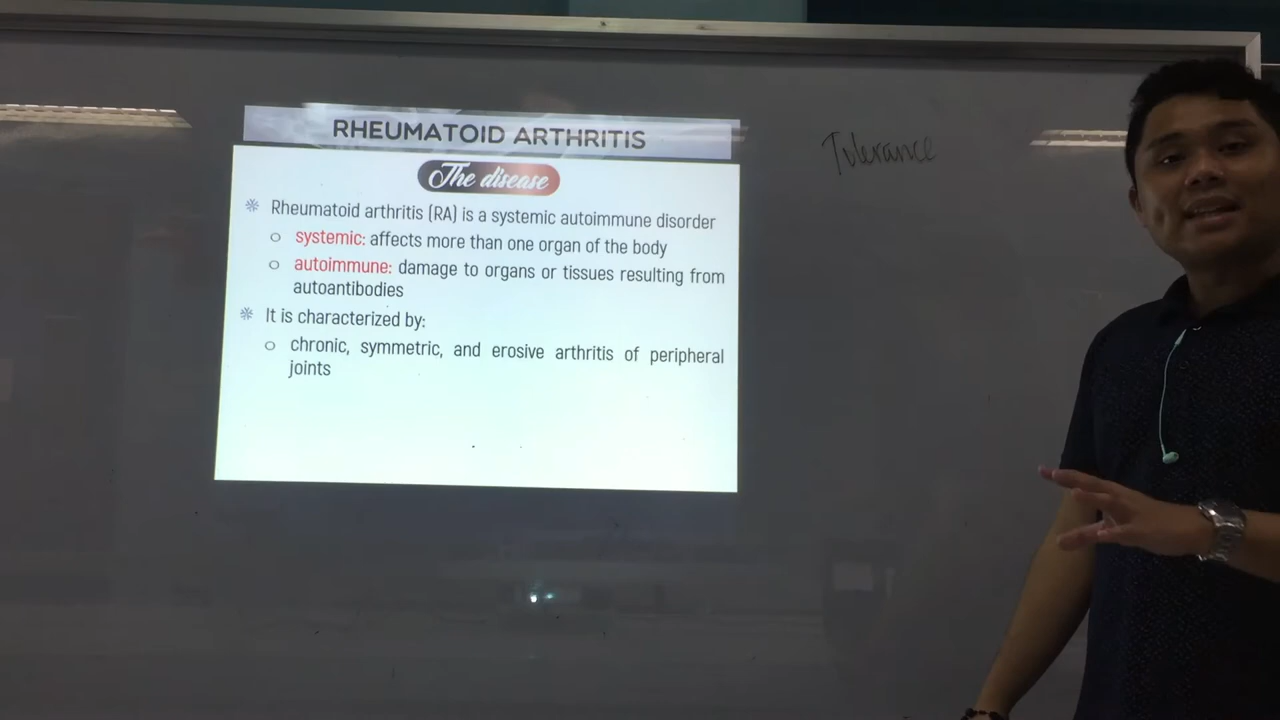 RHEUMATOID ARTHRITIS
The disease
Rheumatoid arthritis (RA) is a systemic autoimmune disorder
systemic: affects more than one organ of the body
autoimmune: damage to organs or tissues resulting from
autoantibodies
It is characterized by:
chronic, symmetric, and erosive arthritis of peripheral
joints
Tolerance